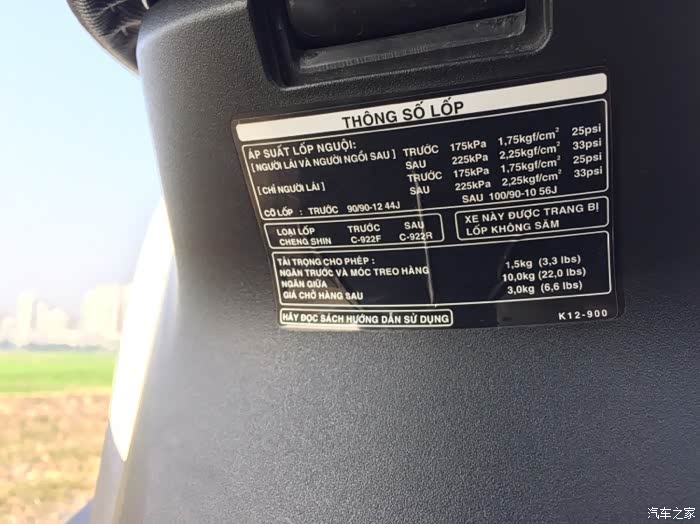 THÔNG SỐ LỐP
ÁP SUẤT LỐP NGUỘI:
[ NGƯỜI LÁI VÀ NGƯỜI NGỒI SAU ] TRƯỚC 175kPa 1,75kgf/cm² 25psi
SAU 225kPa 2,25kgf/cm² 33psi
[ CHỈ NGƯỜI LÁI ] TRƯỚC 175kPa 1,75kgf/cm² 25psi
SAU 225kPa 2,25kgf/cm² 33psi
CỠ LỐP : TRƯỚC 90/90-12 44J SAU 100/90-10 56J
LOẠI LỐP TRƯỚC SAU
CHENG SHIN C-922F C-922R
XE NÀY ĐƯỢC TRANG BỊ
LỐP KHÔNG SĂM
TẢI TRỌNG CHO PHÉP :
NGĂN TRƯỚC VÀ MÓC TREO HÀNG 1,5kg (3,3 lbs)
NGĂN GIỮA 10,0kg (22,0 lbs)
GIÁ CHỞ HÀNG SAU 3,0kg (6,6 lbs)
HÃY ĐỌC SÁCH HƯỚNG DẪN SỬ DỤNG
K12-900
汽车之家